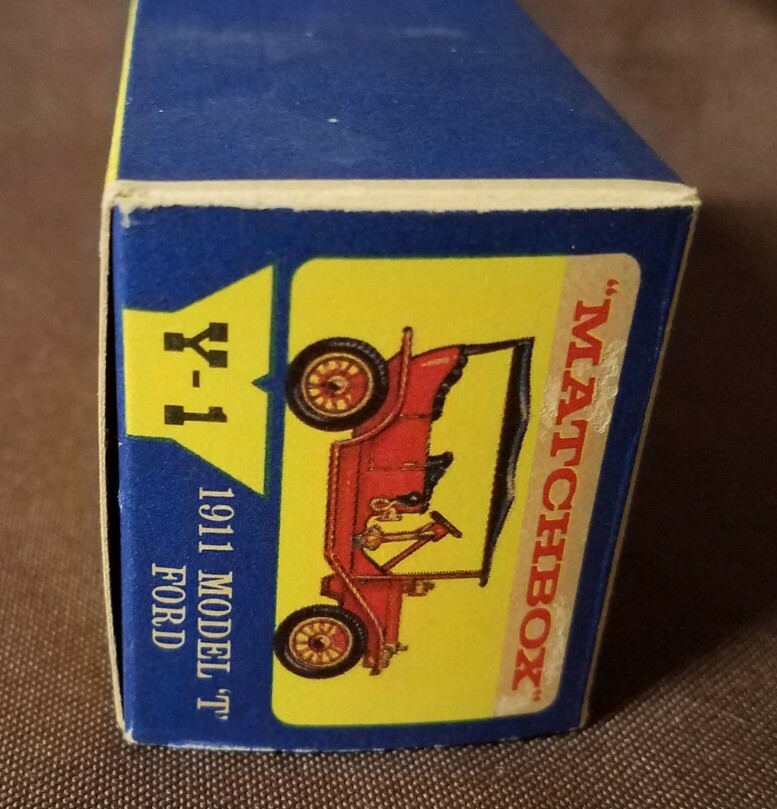 "MATCHBOX"
Y-1
1911 MODEL 'T'
FORD